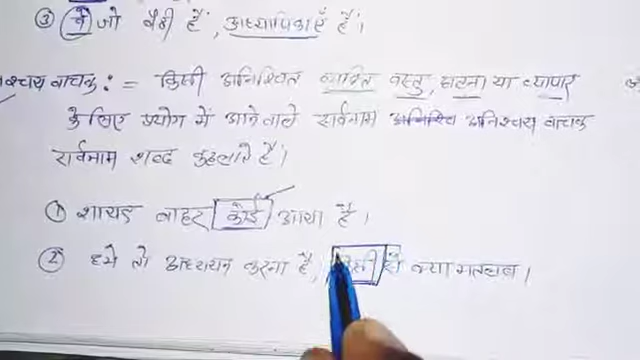 ③ वे जो बैठी हैं, अध्यापिकाएँ हैं।
श्चय वाचक := किसी अनिश्चित व्यक्ति वस्तु, घटना या व्यापार
के लिए प्रयोग में आने वाले सर्वनाम अनिश्चय वाचक
सर्वनाम शब्द कहलाते हैं।
① शायद बाहर कोई आया है।
② हमे तो अध्ययन करना है, किसी से क्या मतलब।